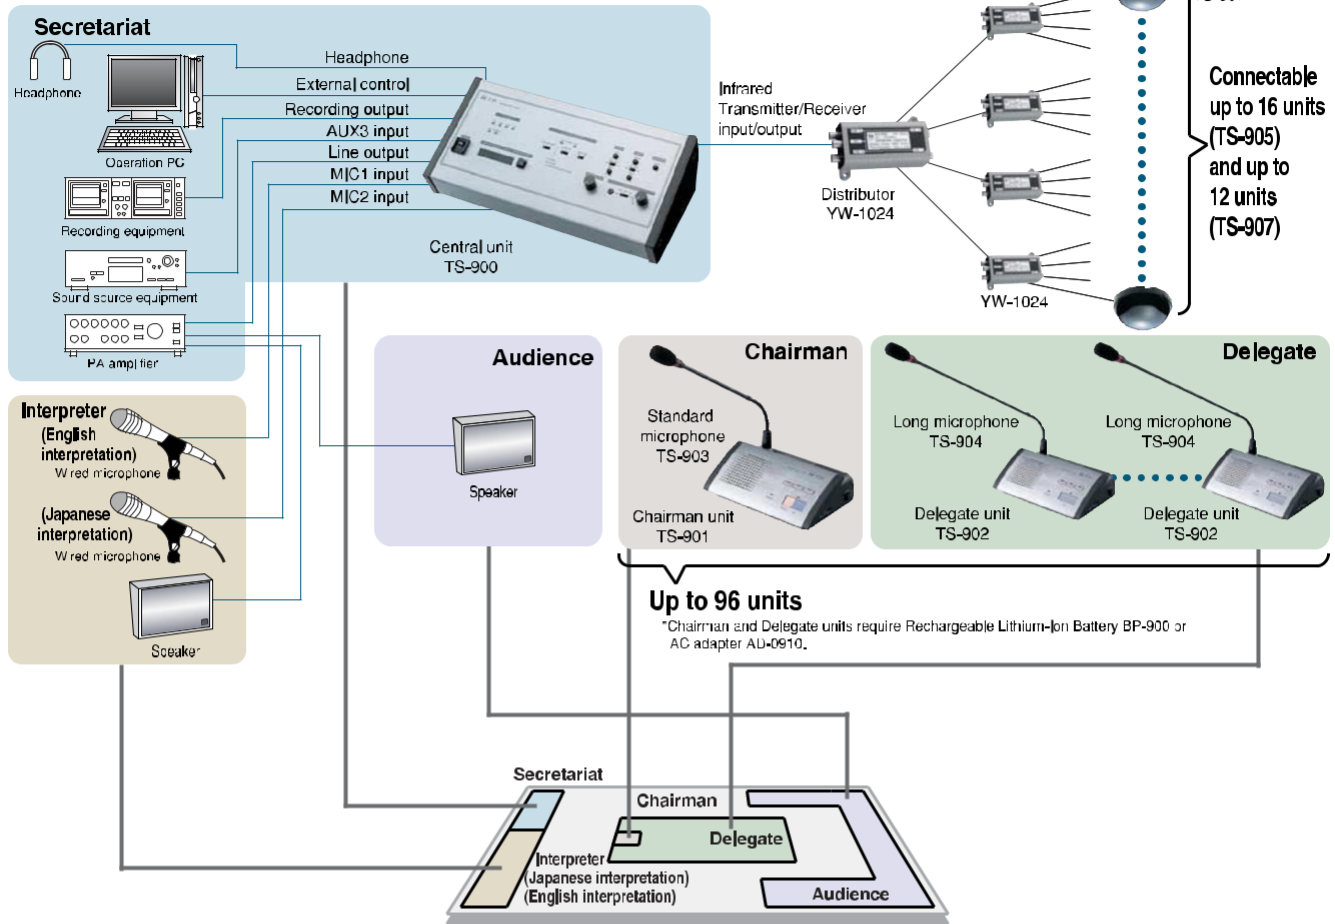 Secretariat
Headphone
Operation PC
Recording equipment
Sound source equipment
PA amplifier
Headphone
External control
Recording output
AUX3 input
Line output
MIC1 input
MIC2 input
Central unit
TS-900
Infrared
Transmitter/Receiver
input/output
Distributor
YW-1024
YW-1024
Connectable
up to 16 units
(TS-905)
and up to
12 units
(TS-907)
Interpreter
(English
interpretation)
Wired microphone
(Japanese
interpretation)
Wired microphone
Speaker
Audience
Speaker
Chairman
Standard
microphone
TS-903
Chairman unit
TS-901
Delegate
Long microphone
TS-904
Long microphone
TS-904
Delegate unit
TS-902
Delegate unit
TS-902
Up to 96 units
*Chairman and Delegate units require Rechargeable Lithium-Ion Battery BP-900 or
AC adapter AD-0910.
Secretariat
Chairman
Delegate
Interpreter
(Japanese interpretation)
(English interpretation)
Audience